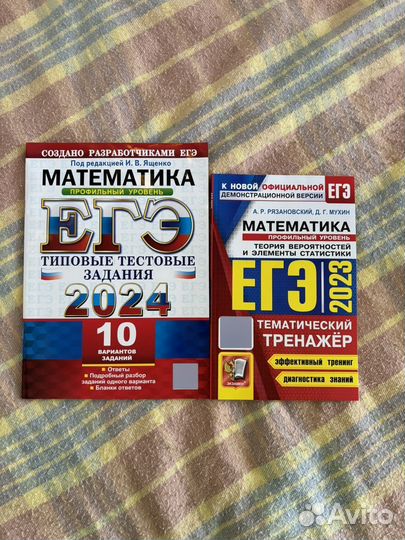 СОЗДАНО РАЗРАБОТЧИКАМИ ЕГЭ
Под редакцией И. В. Ященко
МАТЕМАТИКА
ПРОФИЛЬНЫЙ УРОВЕНЬ
ЕГЭ
ТИПОВЫЕ ТЕСТОВЫЕ
ЗАДАНИЯ
2024
10
ВАРИАНТОВ
ЗАДАНИЙ
Ответы
Подробный разбор
заданий одного варианта
Бланки ответов
К НОВОЙ ОФИЦИАЛЬНОЙ
ДЕМОНСТРАЦИОННОЙ ВЕРСИИ
ЕГЭ
А. Р. РЯЗАНОВСКИЙ, Д. Г. МУХИН
МАТЕМАТИКА
ПРОФИЛЬНЫЙ УРОВЕНЬ
ТЕОРИЯ ВЕРОЯТНОСТЕЙ
И ЭЛЕМЕНТЫ СТАТИСТИКИ
ЕГЭ
2023
ТЕМАТИЧЕСКИЙ
ТРЕНАЖЁР
эффективный тренинг
диагностика знаний
ЭКЗАМЕН
Avito